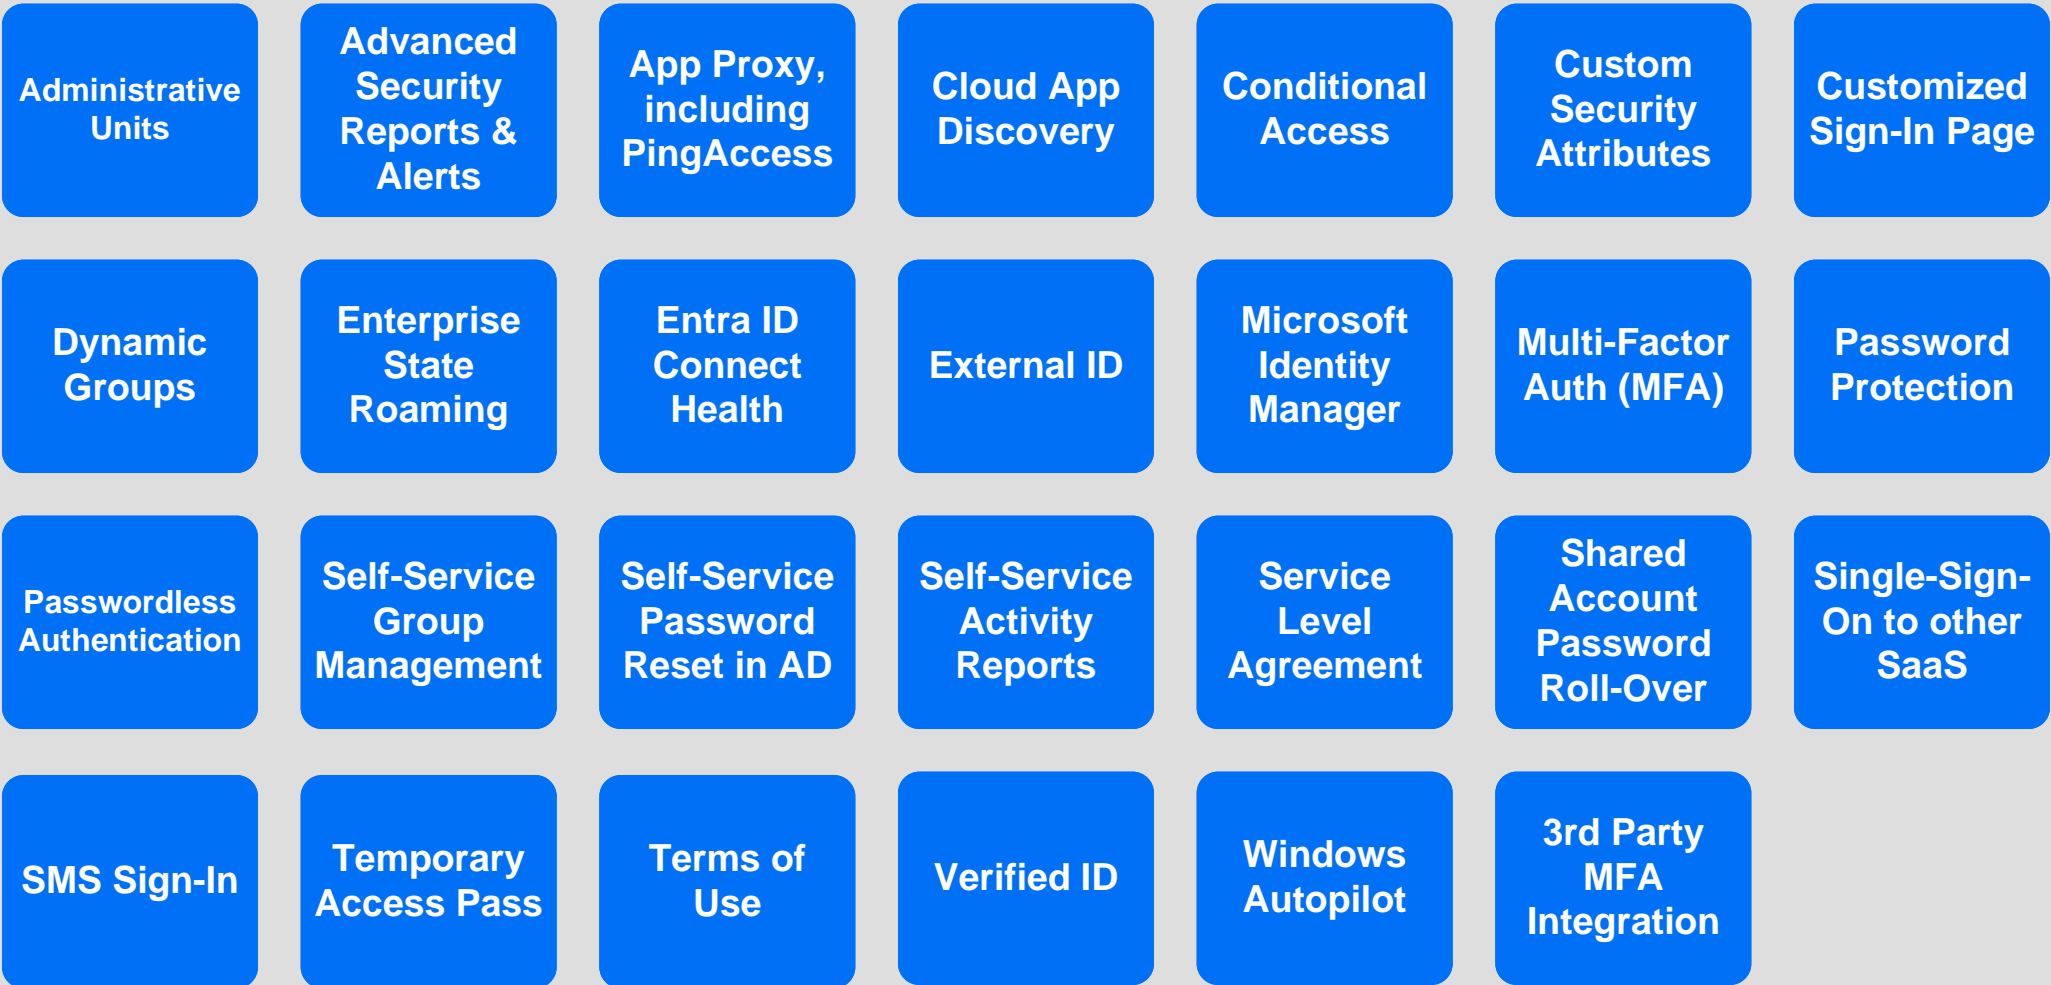 Administrative
Units
Advanced
Security
Reports &
Alerts
App Proxy,
including
PingAccess
Cloud App
Discovery
Conditional
Access
Custom
Security
Attributes
Customized
Sign-In Page
Dynamic
Groups
Enterprise
State
Roaming
Entra ID
Connect
Health
External ID
Microsoft
Identity
Manager
Multi-Factor
Auth (MFA)
Password
Protection
Passwordless
Authentication
Self-Service
Group
Management
Self-Service
Password
Reset in AD
Self-Service
Activity
Reports
Service
Level
Agreement
Shared
Account
Password
Roll-Over
Single-Sign-
On to other
SaaS
SMS Sign-In
Temporary
Access Pass
Terms of
Use
Verified ID
Windows
Autopilot
3rd Party
MFA
Integration